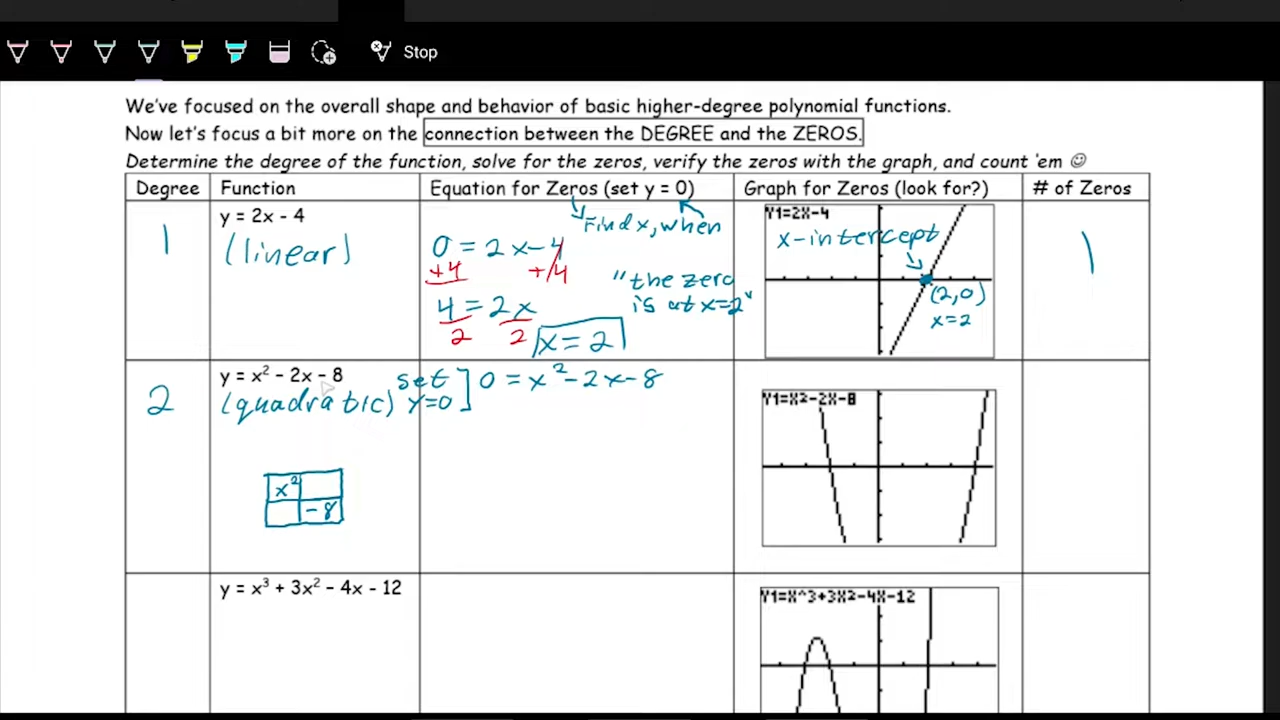 Stop
We've focused on the overall shape and behavior of basic higher-degree polynomial functions.
Now let's focus a bit more on the connection between the DEGREE and the ZEROS.
Determine the degree of the function, solve for the zeros, verify the zeros with the graph, and count 'em ☺
Degree Function Equation for Zeros (set y = 0) Graph for Zeros (look for?) # of Zeros
1
y = 2x - 4
(linear)
Find x, when
0 = 2x-4
+4 +4
4 = 2x
2 2
x = 2
"the zero
is at x=2"
Y1=2X-4
x-intercept
(2,0)
x=2
1
2
y = x² - 2x - 8
(quadratic)
set
y=0
0 = x²-2x-8
x²
-8
Y1=X²-2X-8
y = x³ + 3x² - 4x - 12
Y1=X^3+3X²-4X-12